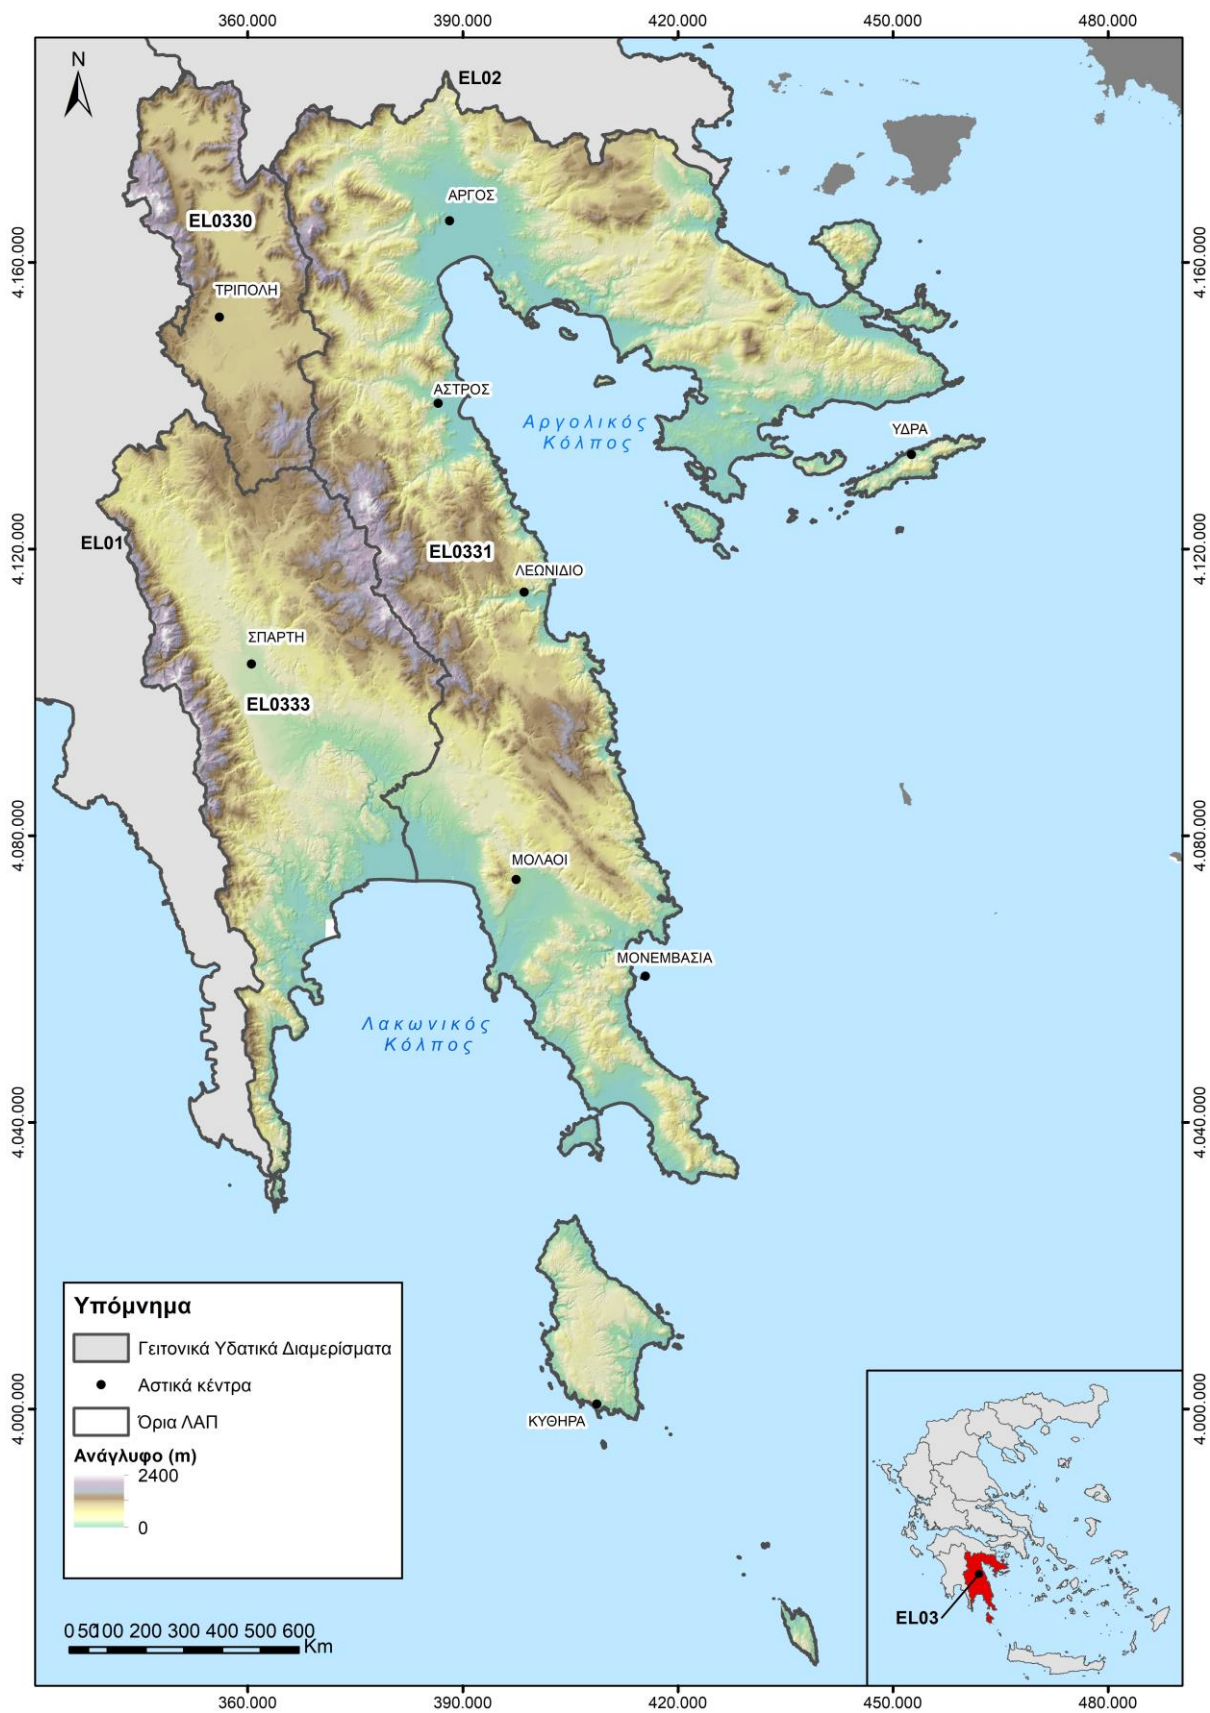 360.000
390.000
420.000
450.000
480.000
N
EL02
ΑΡΓΟΣ
EL0330
4.160.000
4.160.000
ΤΡΙΠΟΛΗ
ΑΣΤΡΟΣ
Αργολικός
Κόλπος
ΥΔΡΑ
EL01
4.120.000
EL0331
4.120.000
ΛΕΩΝΙΔΙΟ
ΣΠΑΡΤΗ
EL0333
4.080.000
4.080.000
ΜΟΛΑΟΙ
ΜΟΝΕΜΒΑΣΙΑ
Λακωνικός
Κόλπος
4.040.000
4.040.000
Υπόμνημα
Γειτονικά Υδατικά Διαμερίσματα
Αστικά κέντρα
Όρια ΛΑΠ
Ανάγλυφο (m)
2400
0
ΚΥΘΗΡΑ
4.000.000
4.000.000
EL03
0 50 100 200 300 400 500 600
Km
360.000
390.000
420.000
450.000
480.000